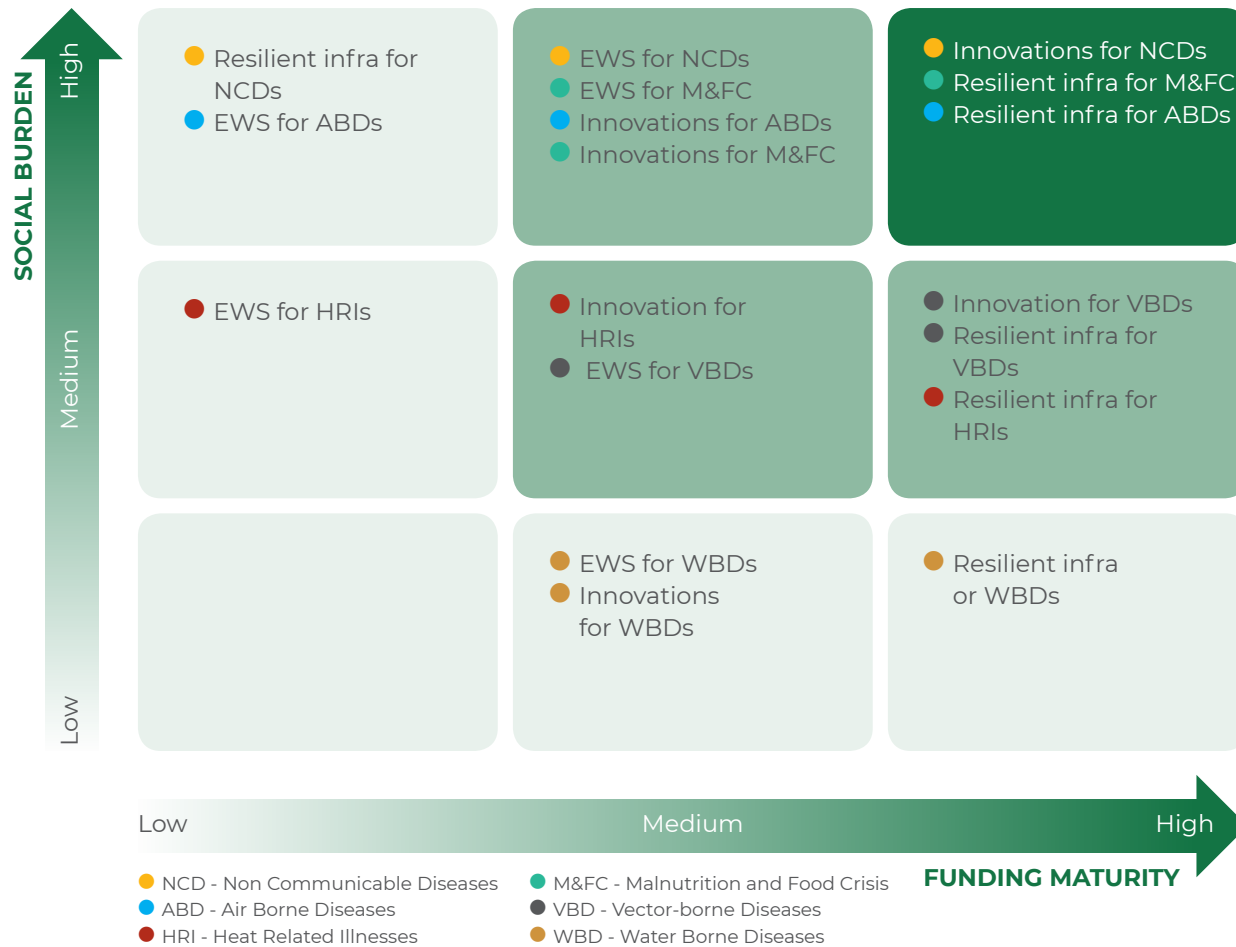 SOCIAL BURDEN
High
Medium
Low
Resilient infra for
NCDs
EWS for ABDs
EWS for NCDs
EWS for M&FC
Innovations for ABDs
Innovations for M&FC
Innovations for NCDs
Resilient infra for M&FC
Resilient infra for ABDs
EWS for HRIs
Innovation for
HRIs
EWS for VBDs
Innovation for VBDs
Resilient infra for
VBDs
Resilient infra for
HRIs
EWS for WBDs
Innovations
for WBDs
Resilient infra
or WBDs
Low
Medium
High
FUNDING MATURITY
NCD - Non Communicable Diseases
ABD - Air Borne Diseases
HRI - Heat Related Illnesses
M&FC - Malnutrition and Food Crisis
VBD - Vector-borne Diseases
WBD - Water Borne Diseases